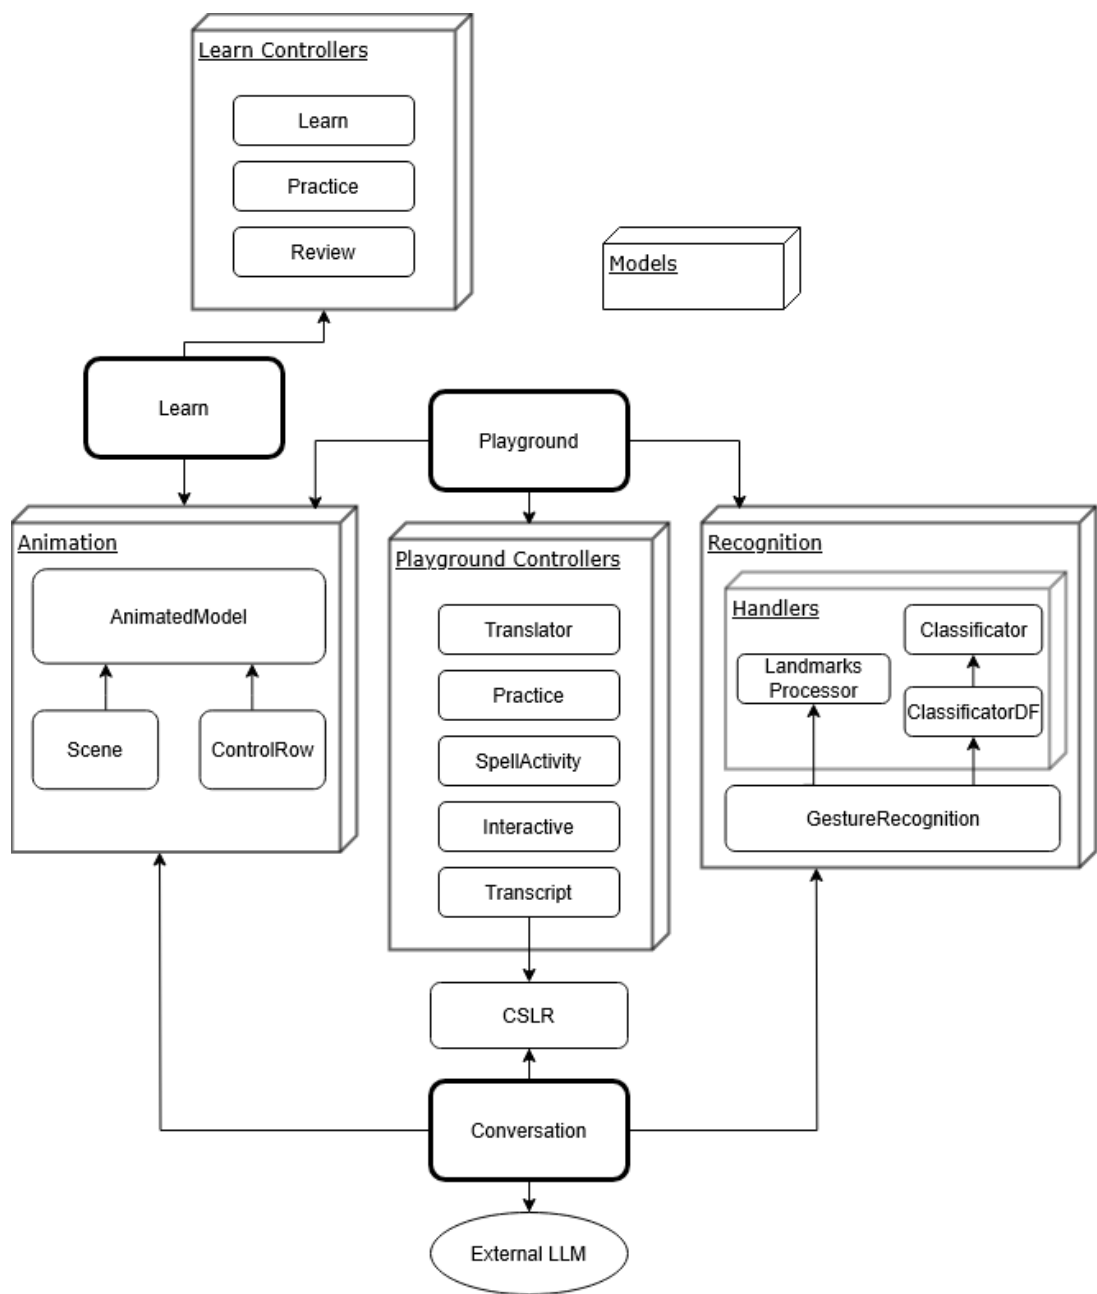 Learn Controllers
Learn
Practice
Review
Models
Learn
Playground
Animation
AnimatedModel
Scene
ControlRow
Playground Controllers
Translator
Practice
SpellActivity
Interactive
Transcript
Recognition
Handlers
Classificator
Landmarks
Processor
ClassificatorDF
GestureRecognition
CSLR
Conversation
External LLM